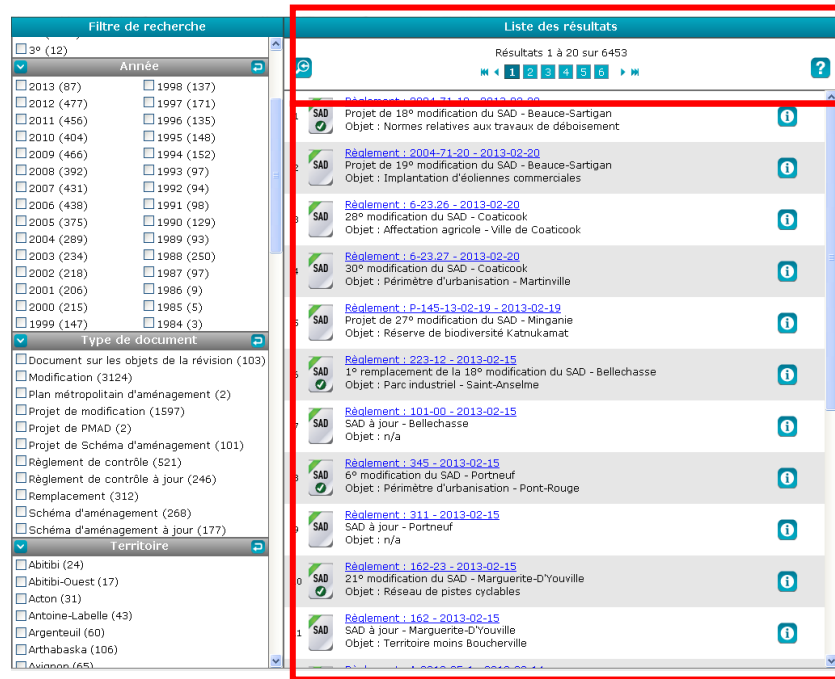 Filtre de recherche
3º (12)
Année
2013 (87) 1998 (137)
2012 (477) 1997 (171)
2011 (456) 1996 (135)
2010 (404) 1995 (148)
2009 (466) 1994 (152)
2008 (392) 1993 (97)
2007 (431) 1992 (94)
2006 (438) 1991 (98)
2005 (375) 1990 (129)
2004 (289) 1989 (93)
2003 (234) 1988 (250)
2002 (218) 1987 (97)
2001 (206) 1986 (9)
2000 (215) 1985 (5)
1999 (147) 1984 (3)
Type de document
Document sur les objets de la révision (103)
Modification (3124)
Plan métropolitain d'aménagement (2)
Projet de modification (1597)
Projet de PMAD (2)
Projet de Schéma d'aménagement (101)
Règlement de contrôle (521)
Règlement de contrôle à jour (246)
Remplacement (312)
Schéma d'aménagement (268)
Schéma d'aménagement à jour (177)
Territoire
Abitibi (24)
Abitibi-Ouest (17)
Acton (31)
Antoine-Labelle (43)
Argenteuil (60)
Arthabaska (106)
Avignon (65)
Liste des résultats
Résultats 1 à 20 sur 6453
1 2 3 4 5 6
?
Règlement : 2004-71-19 - 2013-02-20
1 SAD Projet de 18º modification du SAD - Beauce-Sartigan
Objet : Normes relatives aux travaux de déboisement
Règlement : 2004-71-20 - 2013-02-20
SAD Projet de 19º modification du SAD - Beauce-Sartigan
Objet : Implantation d'éoliennes commerciales
Règlement : 6-23.26 - 2013-02-20
SAD 28º modification du SAD - Coaticook
Objet : Affectation agricole - Ville de Coaticook
Règlement : 6-23.27 - 2013-02-20
SAD 30º modification du SAD - Coaticook
Objet : Périmètre d'urbanisation - Martinville
Règlement : P-145-13-02-19 - 2013-02-19
SAD Projet de 27º modification du SAD - Minganie
Objet : Réserve de biodiversité Katnukamat
Règlement : 223-12 - 2013-02-15
SAD 1º remplacement de la 18º modification du SAD - Bellechasse
Objet : Parc industriel - Saint-Anselme
Règlement : 101-00 - 2013-02-15
SAD SAD à jour - Bellechasse
Objet : n/a
Règlement : 345 - 2013-02-15
SAD 6º modification du SAD - Portneuf
Objet : Périmètre d'urbanisation - Pont-Rouge
Règlement : 311 - 2013-02-15
SAD SAD à jour - Portneuf
Objet : n/a
Règlement : 162-23 - 2013-02-15
SAD 21º modification du SAD - Marguerite-D'Youville
Objet : Réseau de pistes cyclables
Règlement : 162 - 2013-02-15
SAD SAD à jour - Marguerite-D'Youville
Objet : Territoire moins Boucherville